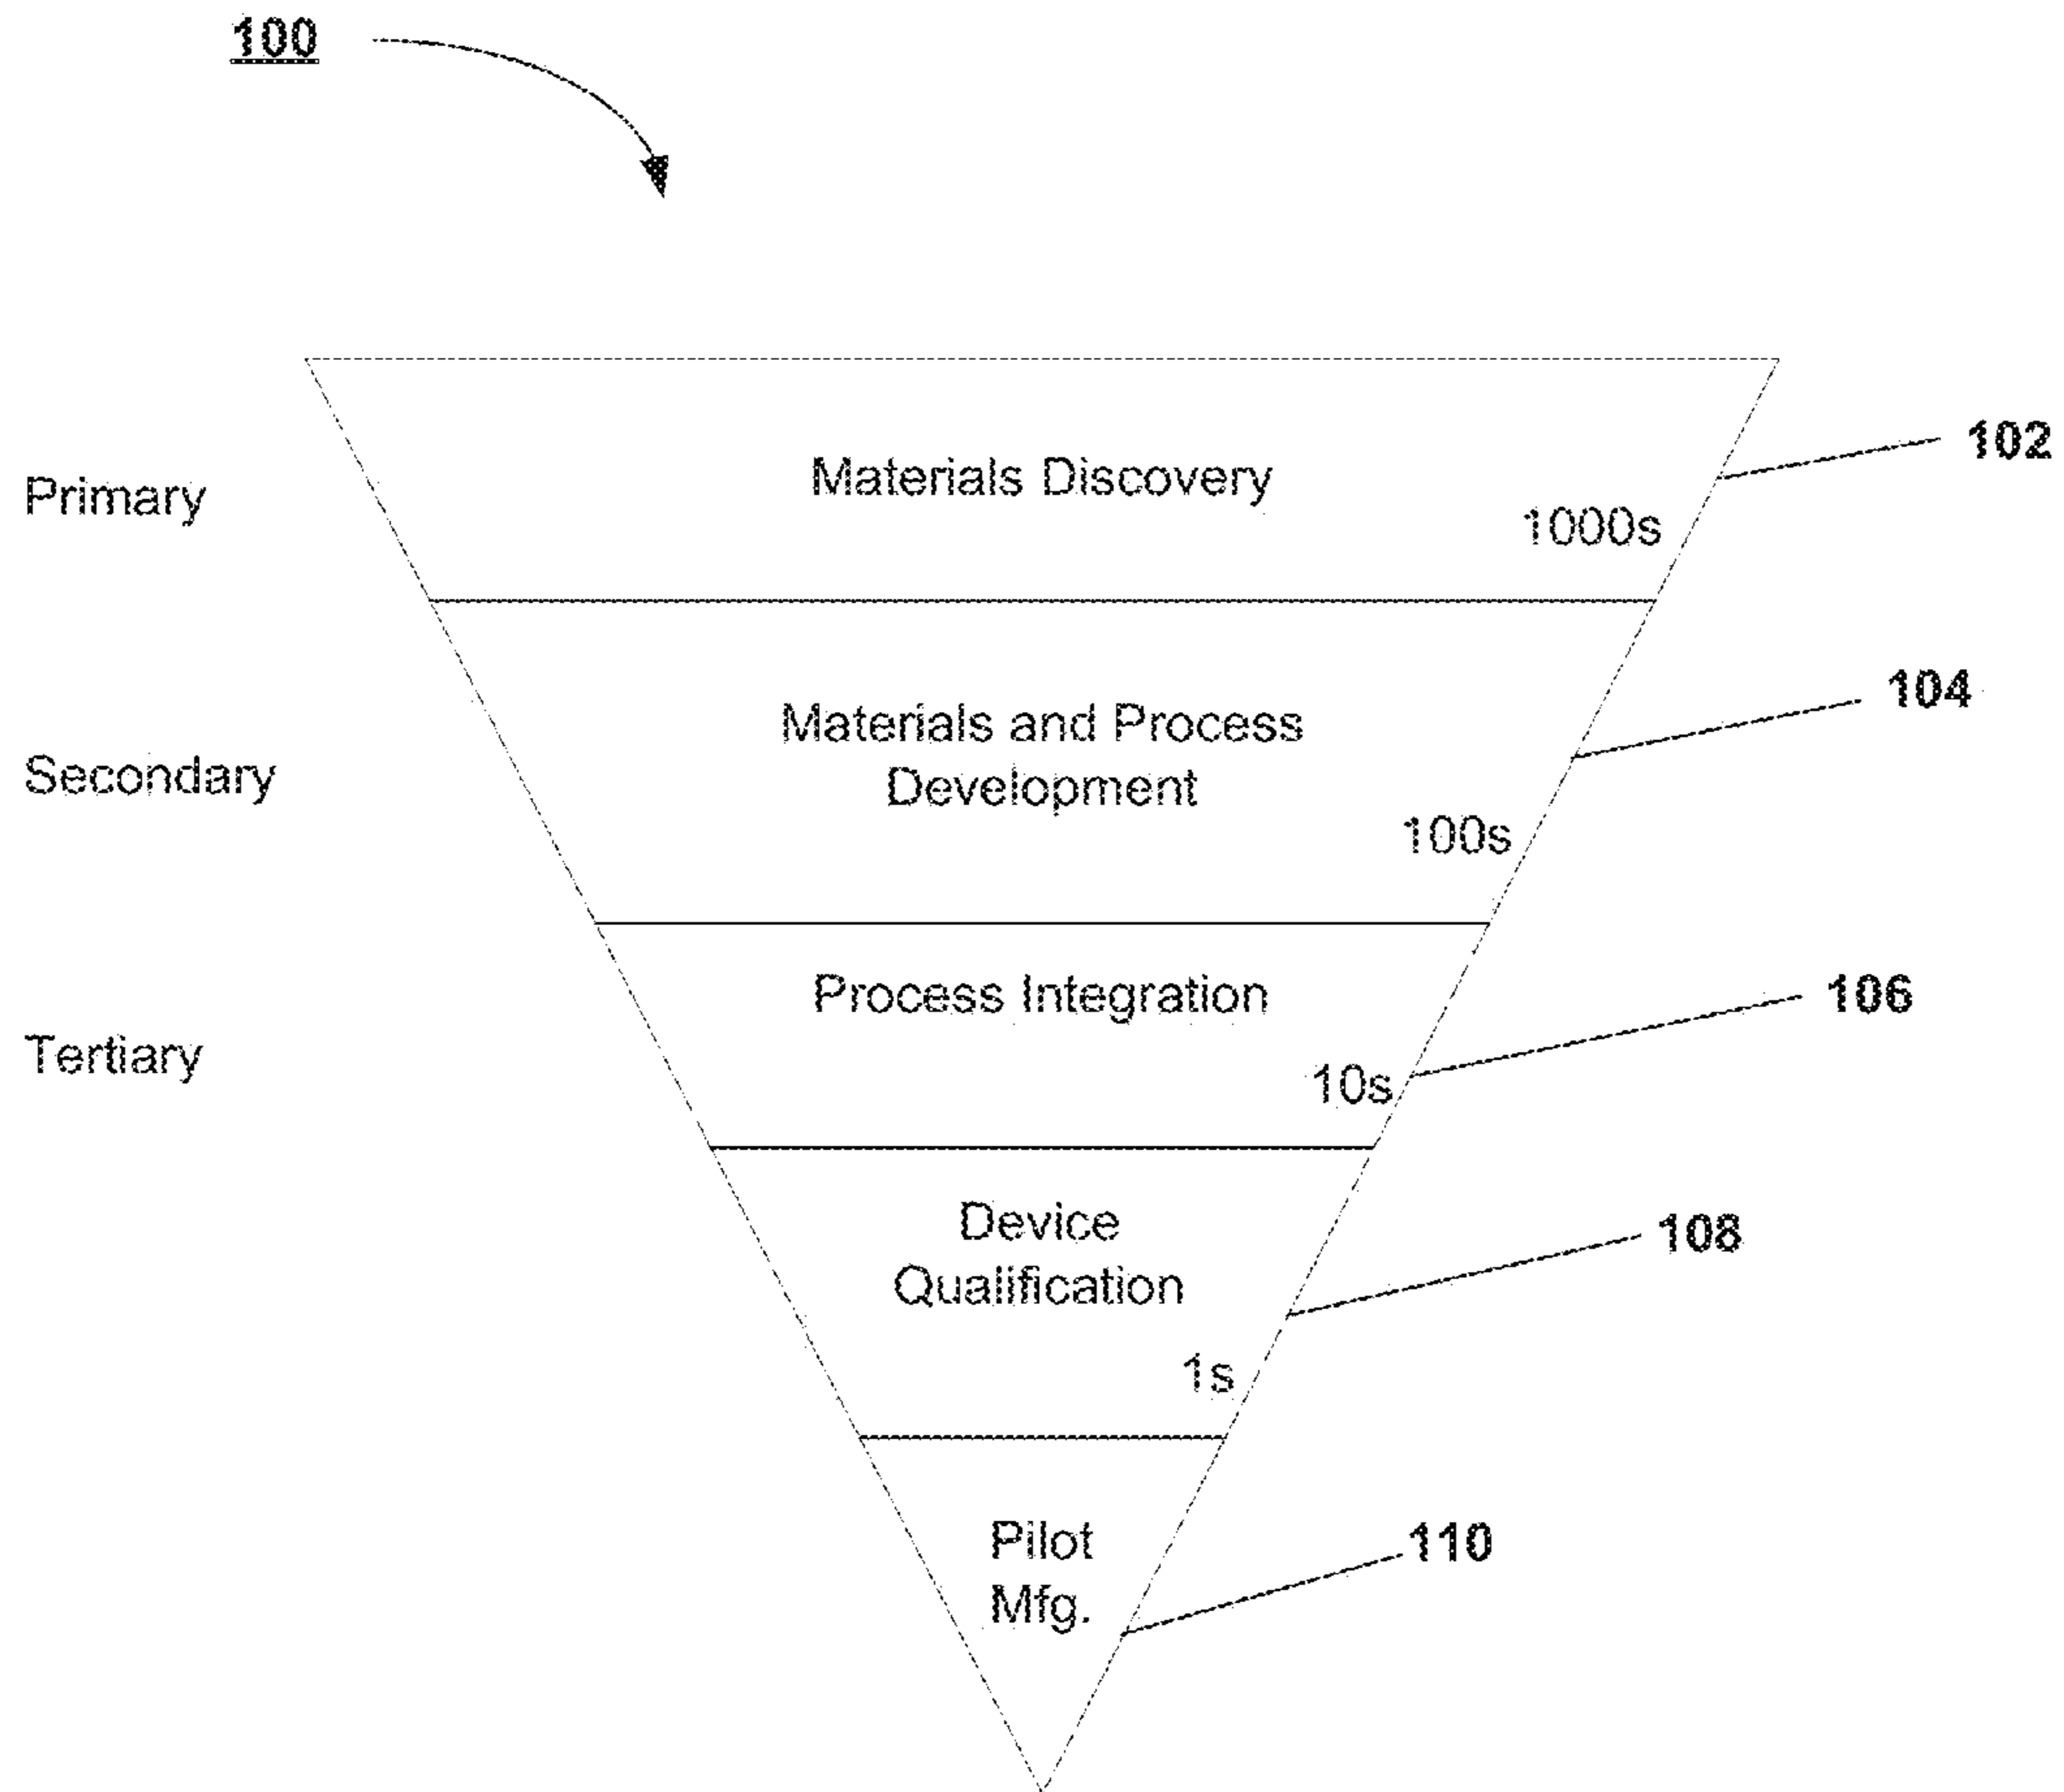 100
Materials Discovery
102
Primary
1000s
Materials and Process
Development
104
Secondary
100s
Process Integration
106
Tertiary
10s
Device
Qualification
108
1s
Pilot
Mfg.
110